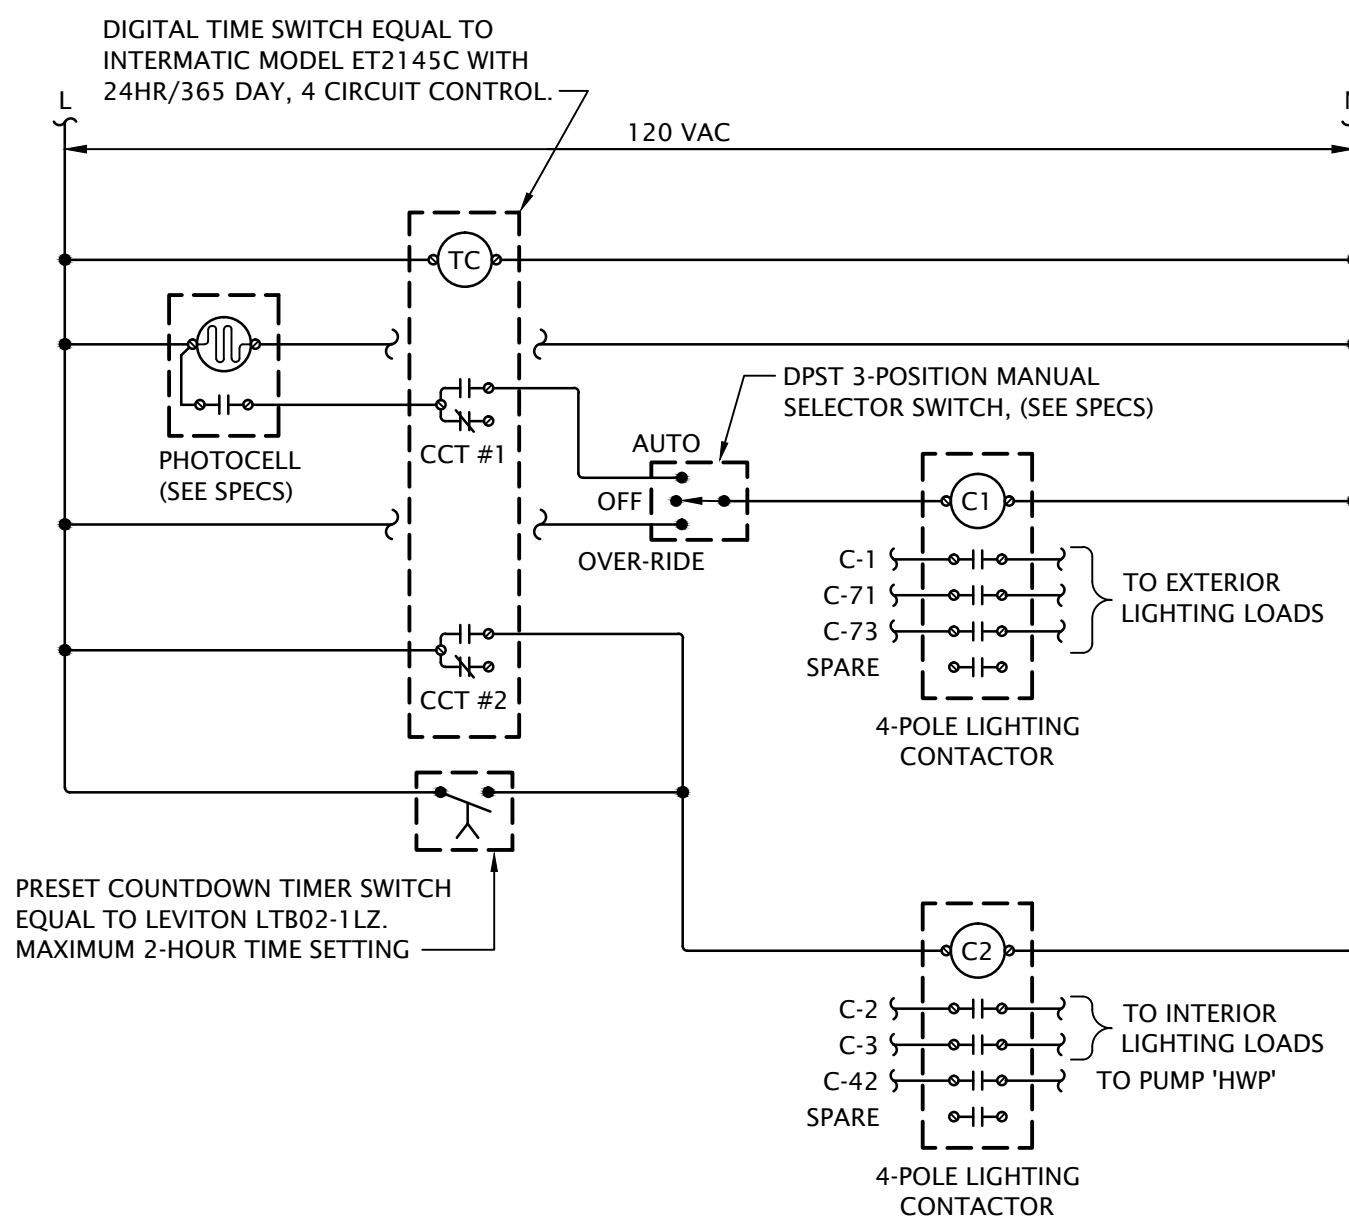 DIGITAL TIME SWITCH EQUAL TO
INTERMATIC MODEL ET2145C WITH
24HR/365 DAY, 4 CIRCUIT CONTROL.
L
120 VAC
TC
PHOTOCELL
(SEE SPECS)
CCT #1
DPST 3-POSITION MANUAL
SELECTOR SWITCH, (SEE SPECS)
AUTO
OFF
OVER-RIDE
C1
C-1
C-71
C-73
SPARE
TO EXTERIOR
LIGHTING LOADS
4-POLE LIGHTING
CONTACTOR
CCT #2
PRESET COUNTDOWN TIMER SWITCH
EQUAL TO LEVITON LTB02-1LZ.
MAXIMUM 2-HOUR TIME SETTING
C2
C-2
C-3
C-42
SPARE
TO INTERIOR
LIGHTING LOADS
TO PUMP 'HWP'
4-POLE LIGHTING
CONTACTOR